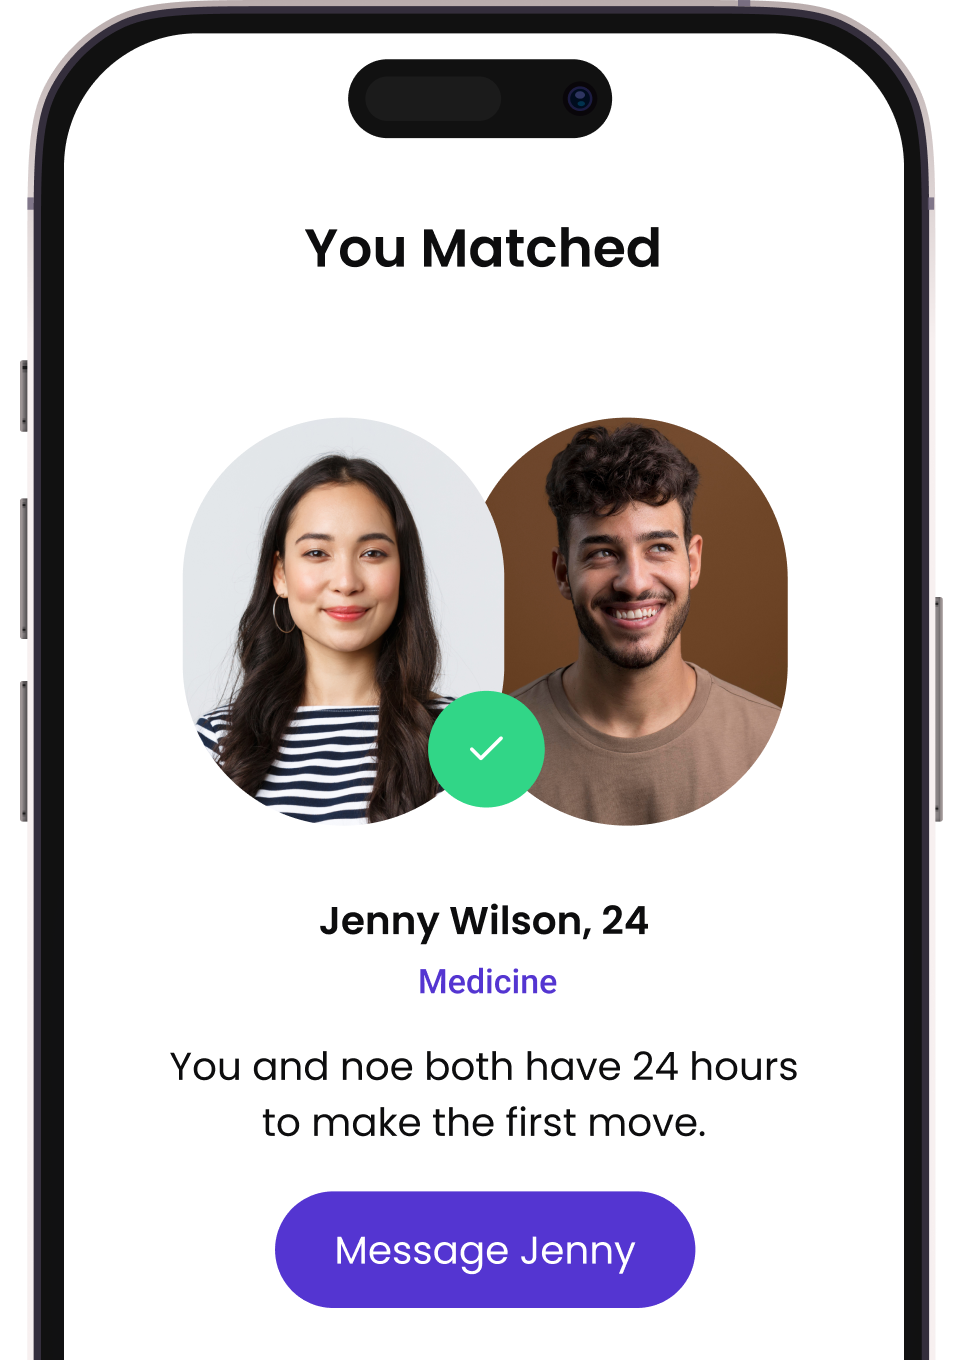 You Matched
Jenny Wilson, 24
Medicine
You and noe both have 24 hours
to make the first move.
Message Jenny